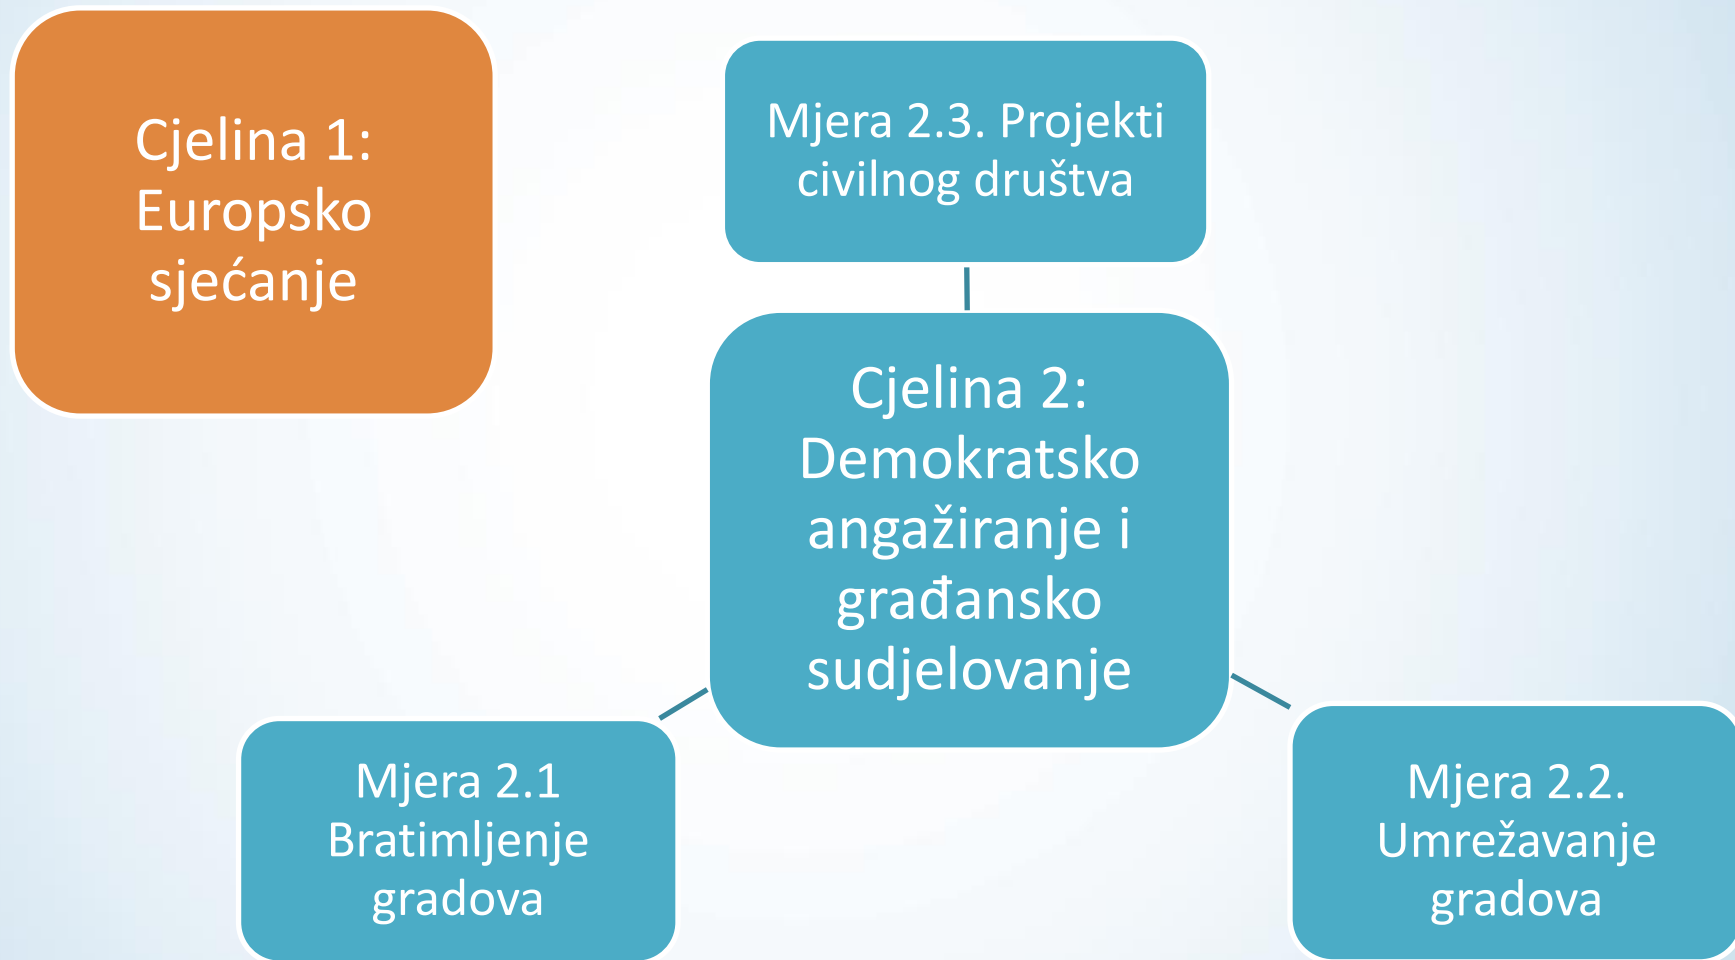 Cjelina 1:
Europsko
sjećanje
Mjera 2.3. Projekti
civilnog društva
Cjelina 2:
Demokratsko
angažiranje i
građansko
sudjelovanje
Mjera 2.1
Bratimljenje
gradova
Mjera 2.2.
Umrežavanje
gradova